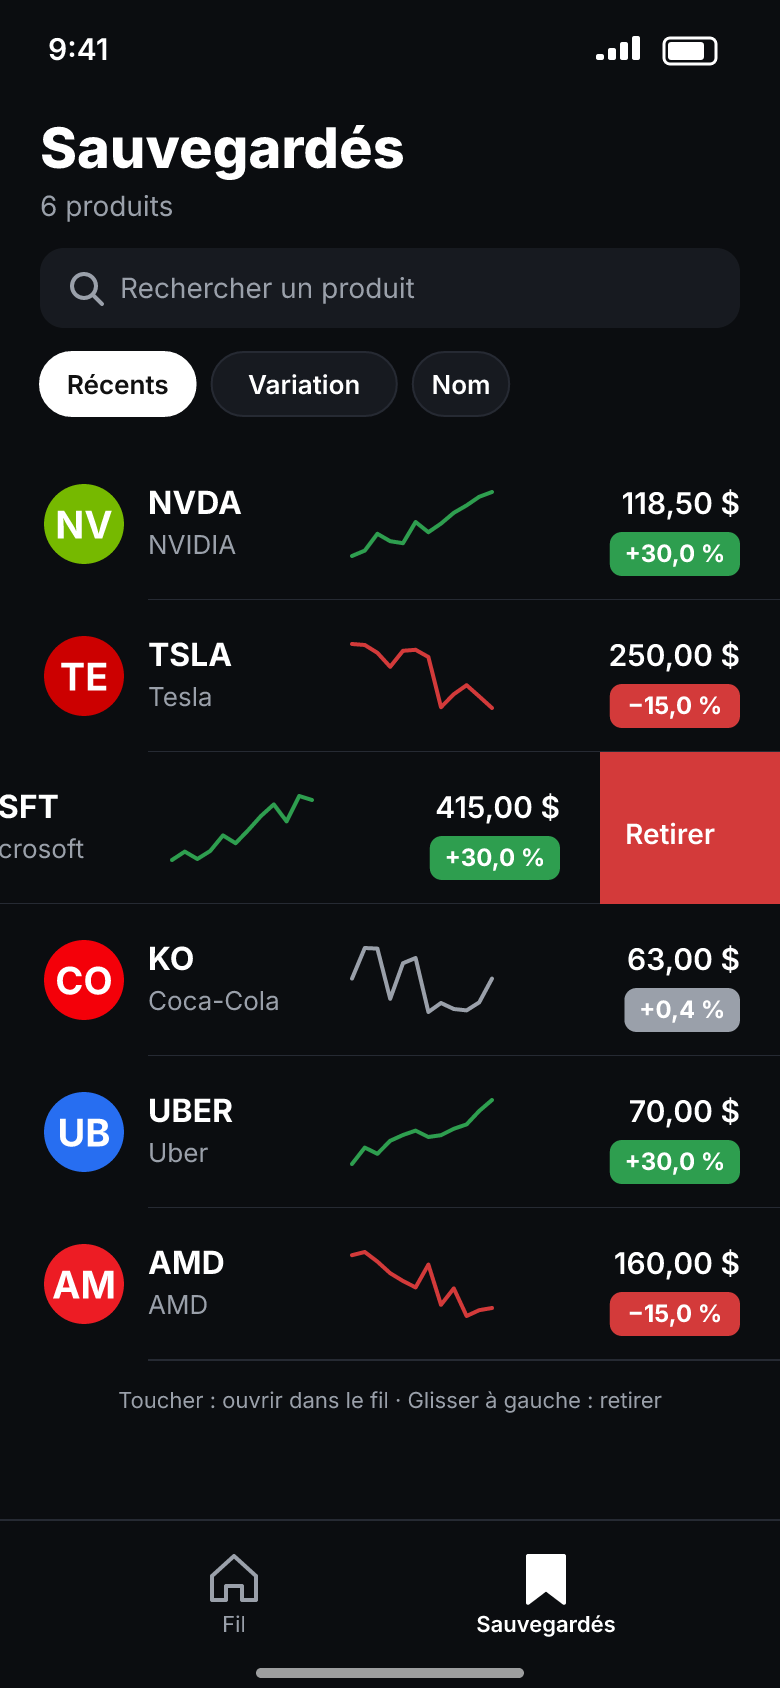 9:41
Sauvegardés
6 produits
Rechercher un produit
Récents Variation Nom
NV NVDA 118,50 $
NVIDIA +30,0 %
TE TSLA 250,00 $
Tesla −15,0 %
SFT 415,00 $
crosoft +30,0 % Retirer
CO KO 63,00 $
Coca-Cola +0,4 %
UB UBER 70,00 $
Uber +30,0 %
AM AMD 160,00 $
AMD −15,0 %
Toucher : ouvrir dans le fil · Glisser à gauche : retirer
Fil Sauvegardés